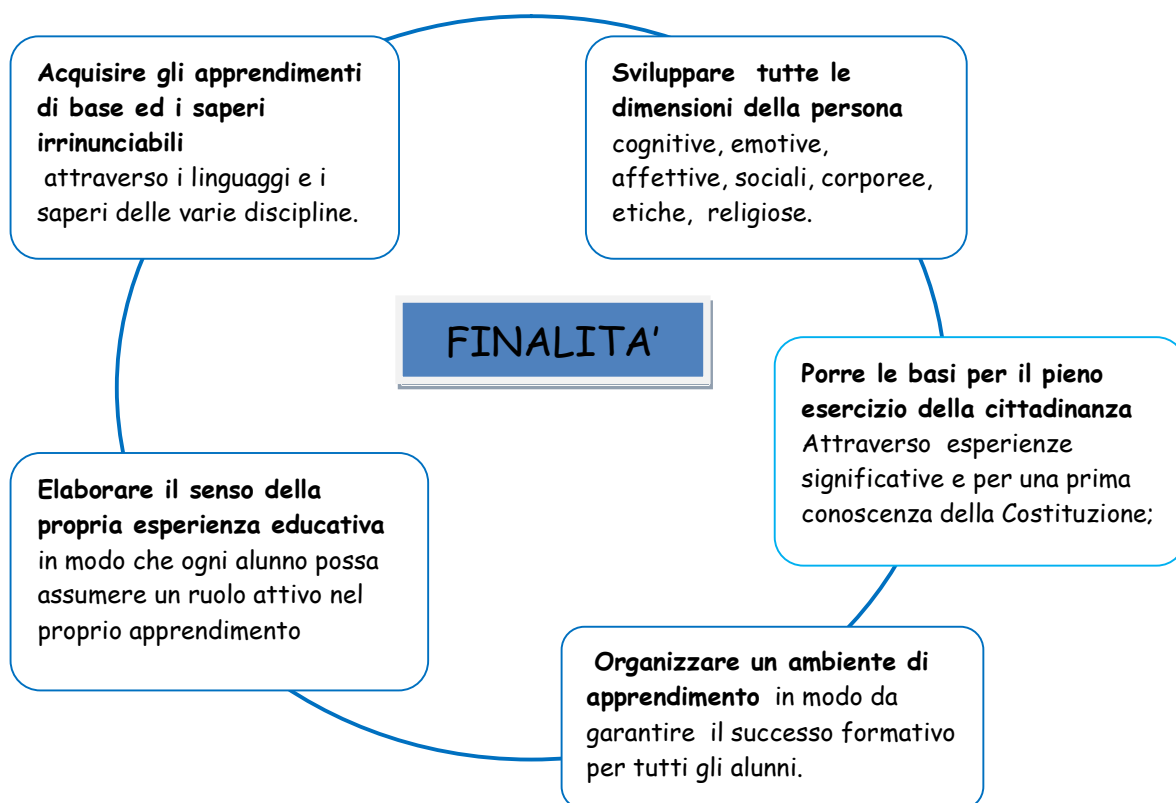 Acquisire gli apprendimenti
di base ed i saperi
irrinunciabili
attraverso i linguaggi e i
saperi delle varie discipline.
Sviluppare tutte le
dimensioni della persona
cognitive, emotive,
affettive, sociali, corporee,
etiche, religiose.
FINALITA'
Porre le basi per il pieno
esercizio della cittadinanza
Attraverso esperienze
significative e per una prima
conoscenza della Costituzione;
Elaborare il senso della
propria esperienza educativa
in modo che ogni alunno possa
assumere un ruolo attivo nel
proprio apprendimento
Organizzare un ambiente di
apprendimento in modo da
garantire il successo formativo
per tutti gli alunni.